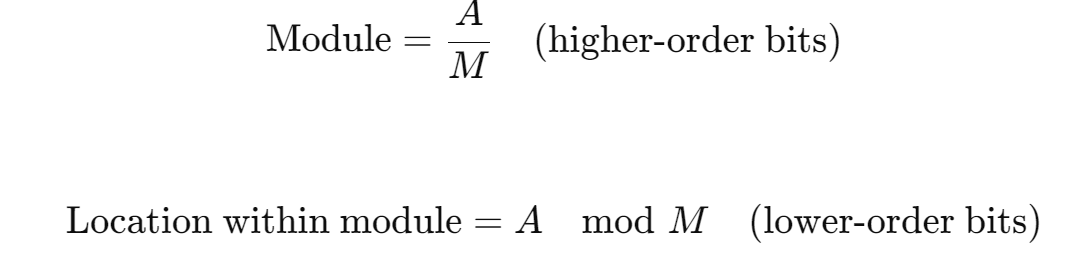 Module = A/M (higher-order bits)
Location within module = A mod M (lower-order bits)